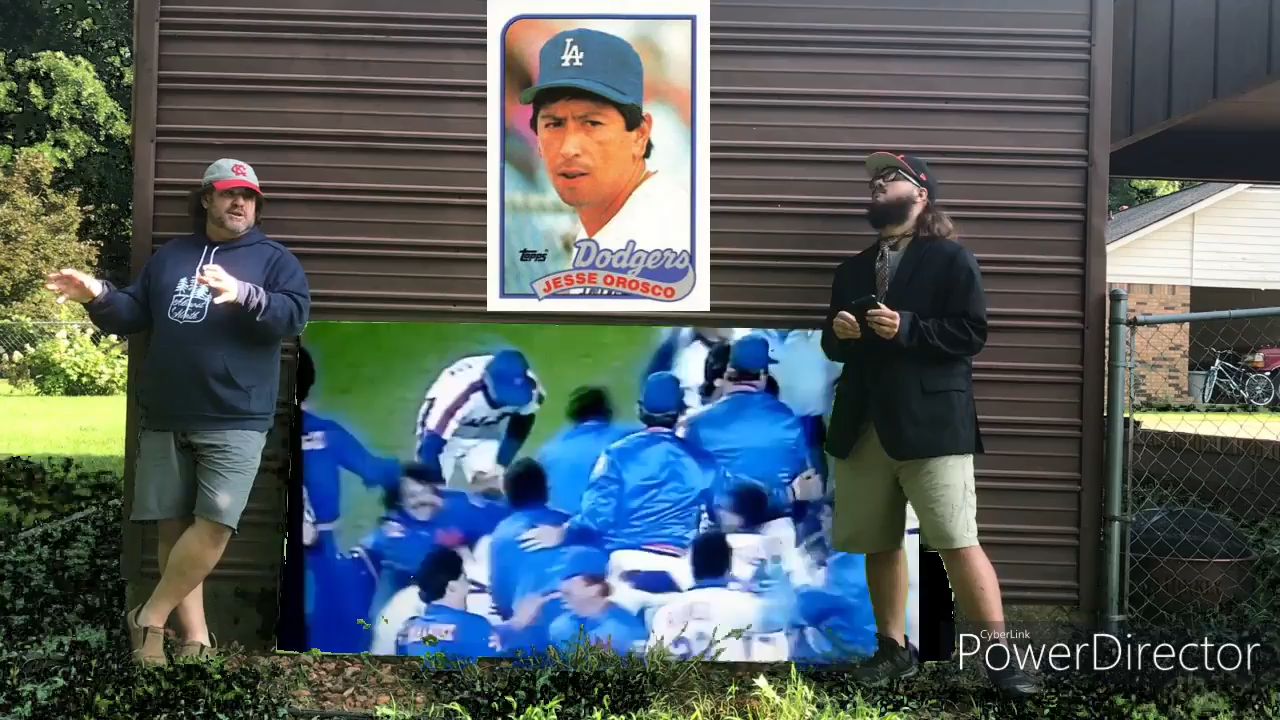 LA
topps
Dodgers
JESSE OROSCO
CyberLink
PowerDirector